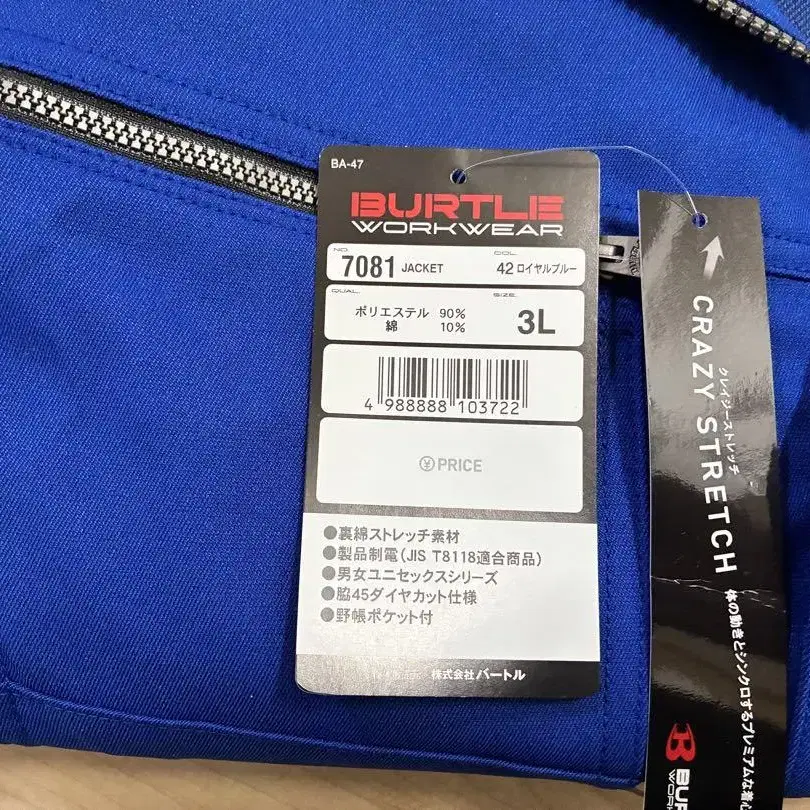 BA-47
BURTLE
WORKWEAR
NO.
7081 JACKET
COL.
42 ロイヤルブルー
QUAL.
ポリエステル 90%
綿 10%
SIZE
3L
4 988888 103722
¥ PRICE
●裏綿ストレッチ素材
●製品制電(JIS T8118適合商品)
●男女ユニセックスシリーズ
●脇45ダイヤカット仕様
●野帳ポケット付
株式会社バートル
クレイジーストレッチ
CRAZY STRETCH
体の動きとシンクロするプレミアムな着心
BUR
WORK